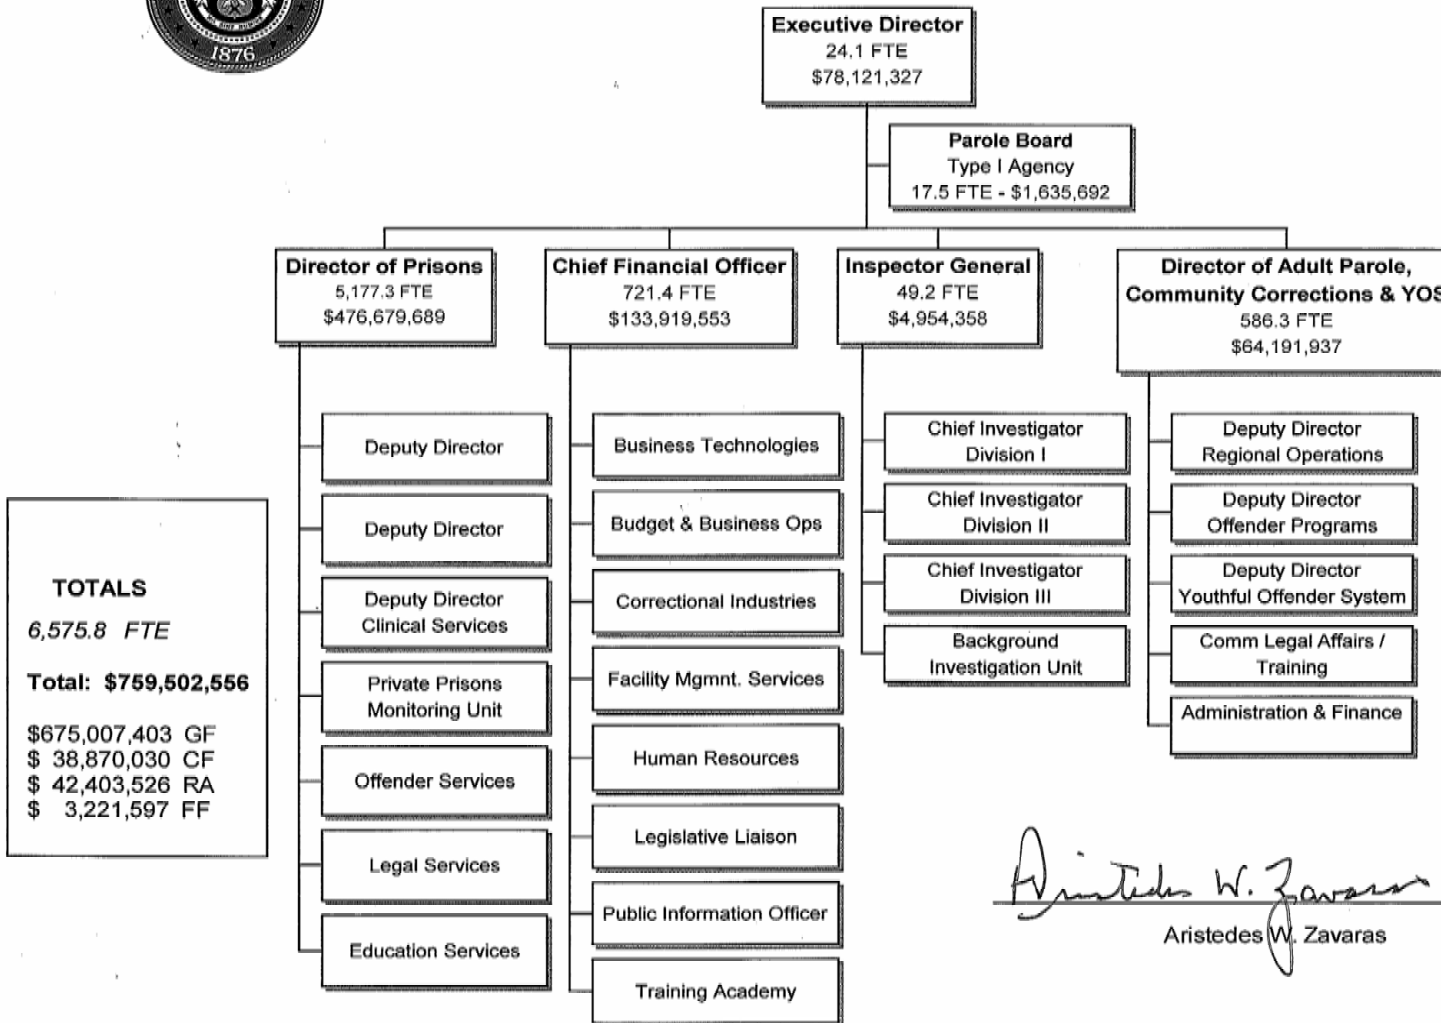 1876
Executive Director
24.1 FTE
$78,121,327
Parole Board
Type I Agency
17.5 FTE - $1,635,692
Director of Prisons
5,177.3 FTE
$476,679,689
Chief Financial Officer
721.4 FTE
$133,919,553
Inspector General
49.2 FTE
$4,954,358
Director of Adult Parole,
Community Corrections & YOS
586.3 FTE
$64,191,937
Deputy Director
Deputy Director
Deputy Director
Clinical Services
Private Prisons
Monitoring Unit
Offender Services
Legal Services
Education Services
Business Technologies
Budget & Business Ops
Correctional Industries
Facility Mgmnt. Services
Human Resources
Legislative Liaison
Public Information Officer
Training Academy
Chief Investigator
Division I
Chief Investigator
Division II
Chief Investigator
Division III
Background
Investigation Unit
Deputy Director
Regional Operations
Deputy Director
Offender Programs
Deputy Director
Youthful Offender System
Comm Legal Affairs /
Training
Administration & Finance
TOTALS
6,575.8 FTE
Total: $759,502,556
$675,007,403 GF
$ 38,870,030 CF
$ 42,403,526 RA
$ 3,221,597 FF
Aristedes W. Zavaras
Aristedes W. Zavaras